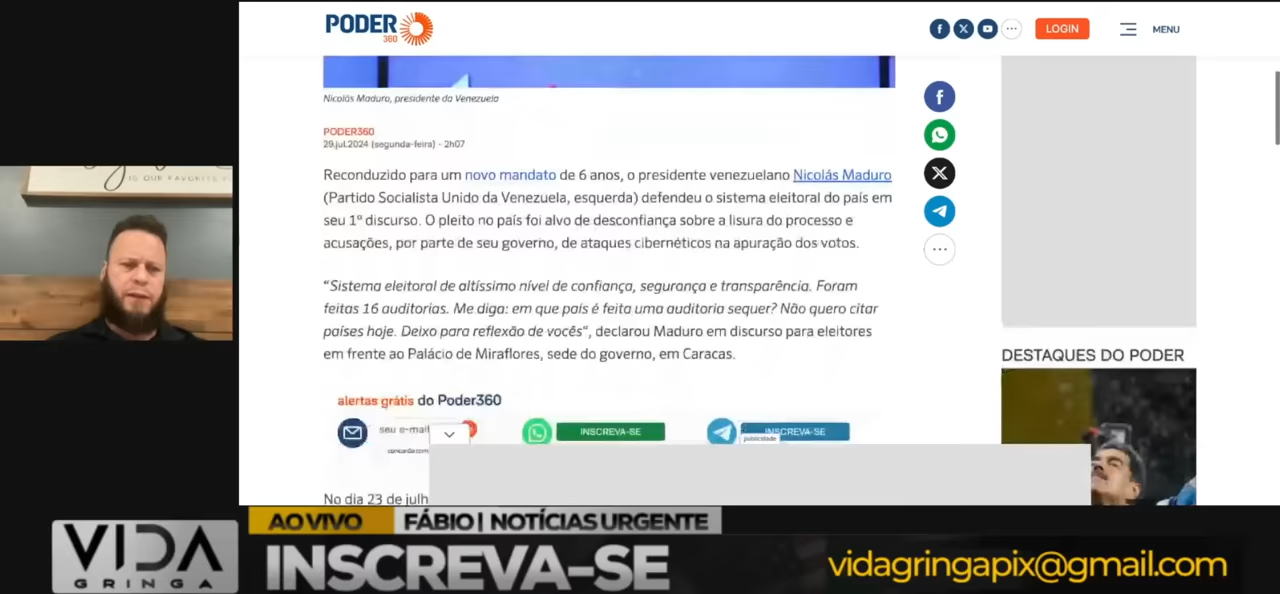 PODER
360
LOGIN
MENU
Nicolás Maduro, presidente da Venezuela
PODER360
29.jul.2024 (segunda-feira) - 2h07
Reconduzido para um novo mandato de 6 anos, o presidente venezuelano Nicolás Maduro
(Partido Socialista Unido da Venezuela, esquerda) defendeu o sistema eleitoral do país em
seu 1º discurso. O pleito no país foi alvo de desconfiança sobre a lisura do processo e
acusações, por parte de seu governo, de ataques cibernéticos na apuração dos votos.
“Sistema eleitoral de altíssimo nível de confiança, segurança e transparência. Foram
feitas 16 auditorias. Me diga: em que país é feita uma auditoria sequer? Não quero citar
países hoje. Deixo para reflexão de vocês“, declarou Maduro em discurso para eleitores
em frente ao Palácio de Miraflores, sede do governo, em Caracas.
DESTAQUES DO PODER
alertas grátis do Poder360
seu e-mail
INSCREVA-SE
INSCREVA-SE
publicidade
concorda com
No dia 23 de julh
IS OUR FAVORITE
AO VIVO
FÁBIO | NOTÍCIAS URGENTE
VIDA
GRINGA
INSCREVA-SE
vidagringapix@gmail.com